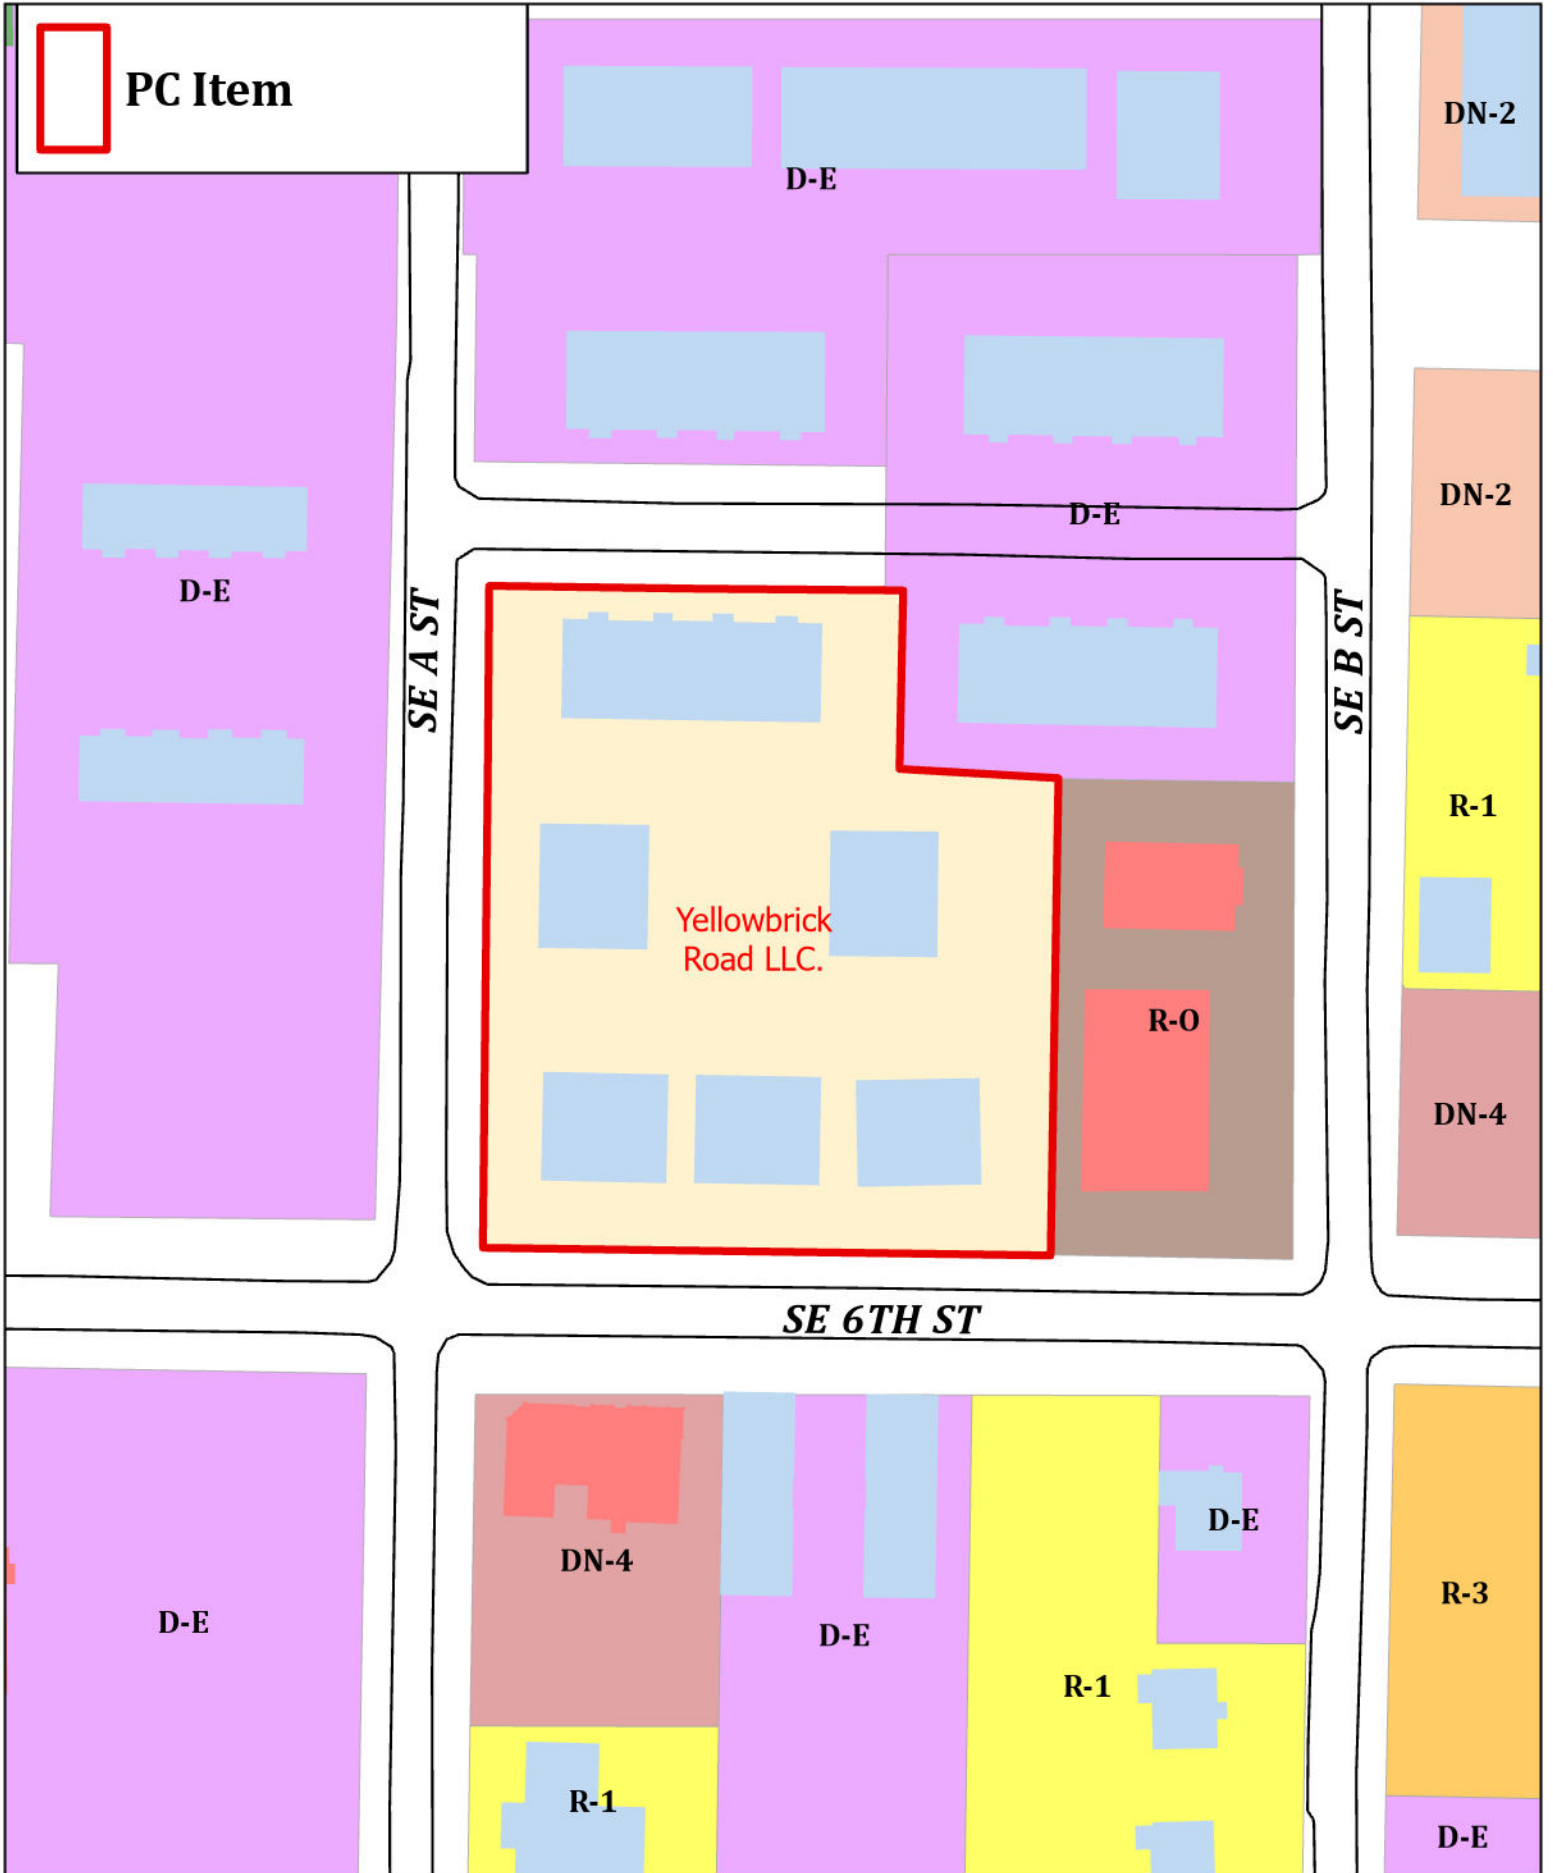 PC Item
DN-2
D-E
DN-2
D-E
D-E
SE A ST
SE B ST
R-1
Yellowbrick
Road LLC.
R-O
DN-4
SE 6TH ST
D-E
DN-4
R-3
D-E
D-E
R-1
R-1
D-E